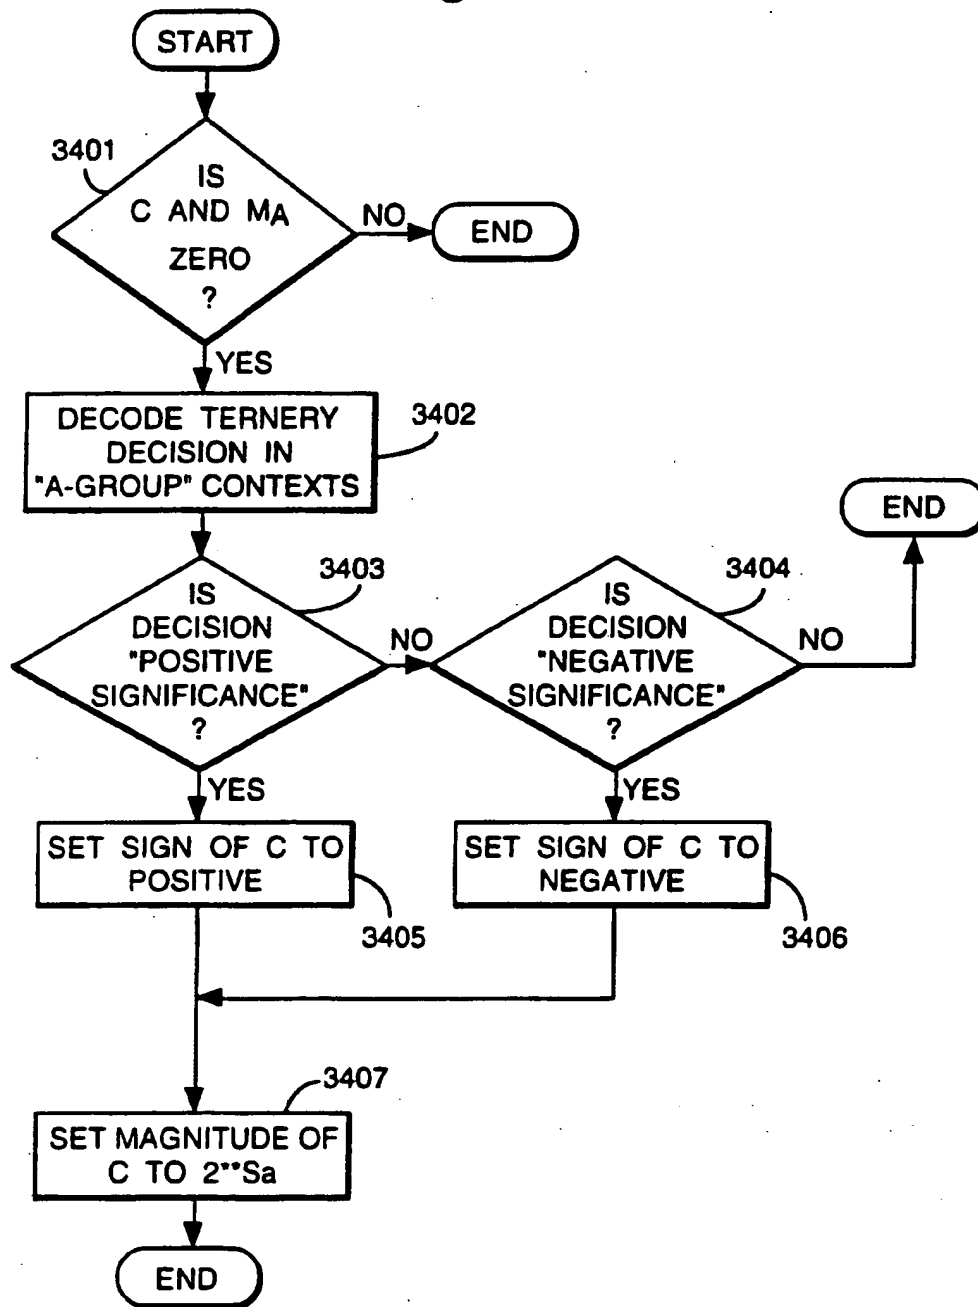 START
3401
IS
C AND MA
ZERO
?
NO
END
YES
DECODE TERNERY
DECISION IN
"A-GROUP" CONTEXTS
3402
END
3403
IS
DECISION
"POSITIVE
SIGNIFICANCE"
?
NO
3404
IS
DECISION
"NEGATIVE
SIGNIFICANCE"
?
NO
YES
YES
SET SIGN OF C TO
POSITIVE
3405
SET SIGN OF C TO
NEGATIVE
3406
3407
SET MAGNITUDE OF
C TO 2**Sa
END